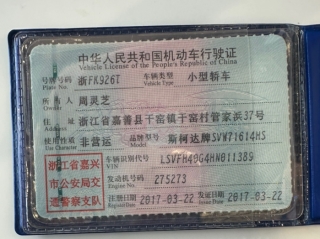 中华人民共和国机动车行驶证
Vehicle License of the People's Republic of China
号牌号码 浙FK926T 车辆类型 小型轿车
Plate No. Vehicle Type
所有人 周灵芝
Owner
住址 浙江省嘉善县干窑镇干窑村管家浜37号
Address
使用性质 非营运 品牌型号 斯柯达牌SVW71614HS
Use Character Model
浙江省嘉兴市公安局交通警察支队
车辆识别代号
VIN
发动机号码 275273
Engine No.
注册日期 2017-03-22 发证日期 2017-03-22
Register Date Issue Date